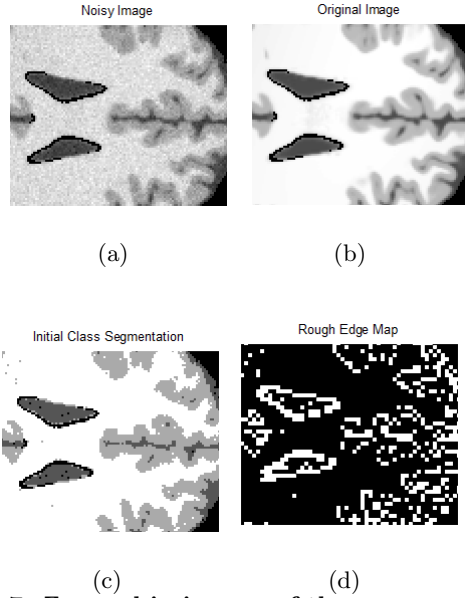 Noisy Image
Original Image
(a)
(b)
Initial Class Segmentation
Rough Edge Map
(c)
(d)